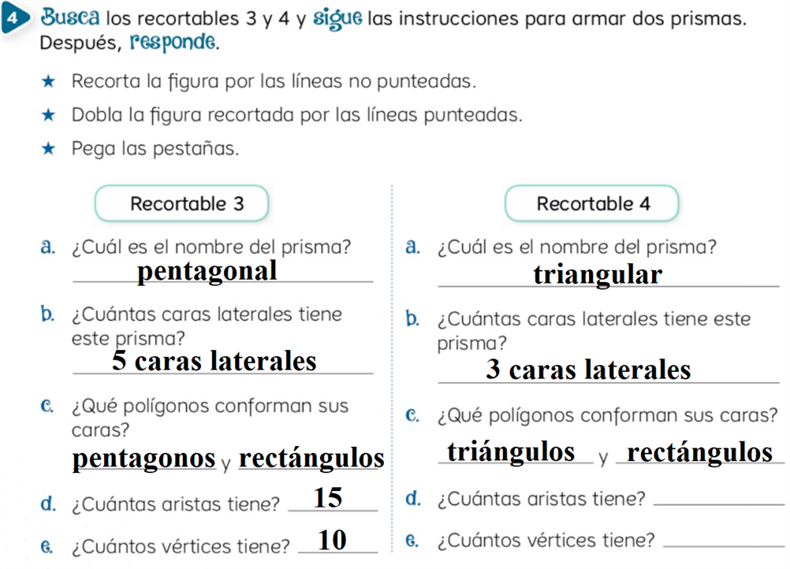 4 Busca los recortables 3 y 4 y sigue las instrucciones para armar dos prismas.
Después, responde.
★ Recorta la figura por las líneas no punteadas.
★ Dobla la figura recortada por las líneas punteadas.
★ Pega las pestañas.
Recortable 3
a. ¿Cuál es el nombre del prisma?
pentagonal
b. ¿Cuántas caras laterales tiene
este prisma?
5 caras laterales
c. ¿Qué polígonos conforman sus
caras?
pentagonos y rectángulos
d. ¿Cuántas aristas tiene? 15
e. ¿Cuántos vértices tiene? 10
Recortable 4
a. ¿Cuál es el nombre del prisma?
triangular
b. ¿Cuántas caras laterales tiene este
prisma?
3 caras laterales
c. ¿Qué polígonos conforman sus caras?
triángulos y rectángulos
d. ¿Cuántas aristas tiene?
e. ¿Cuántos vértices tiene?